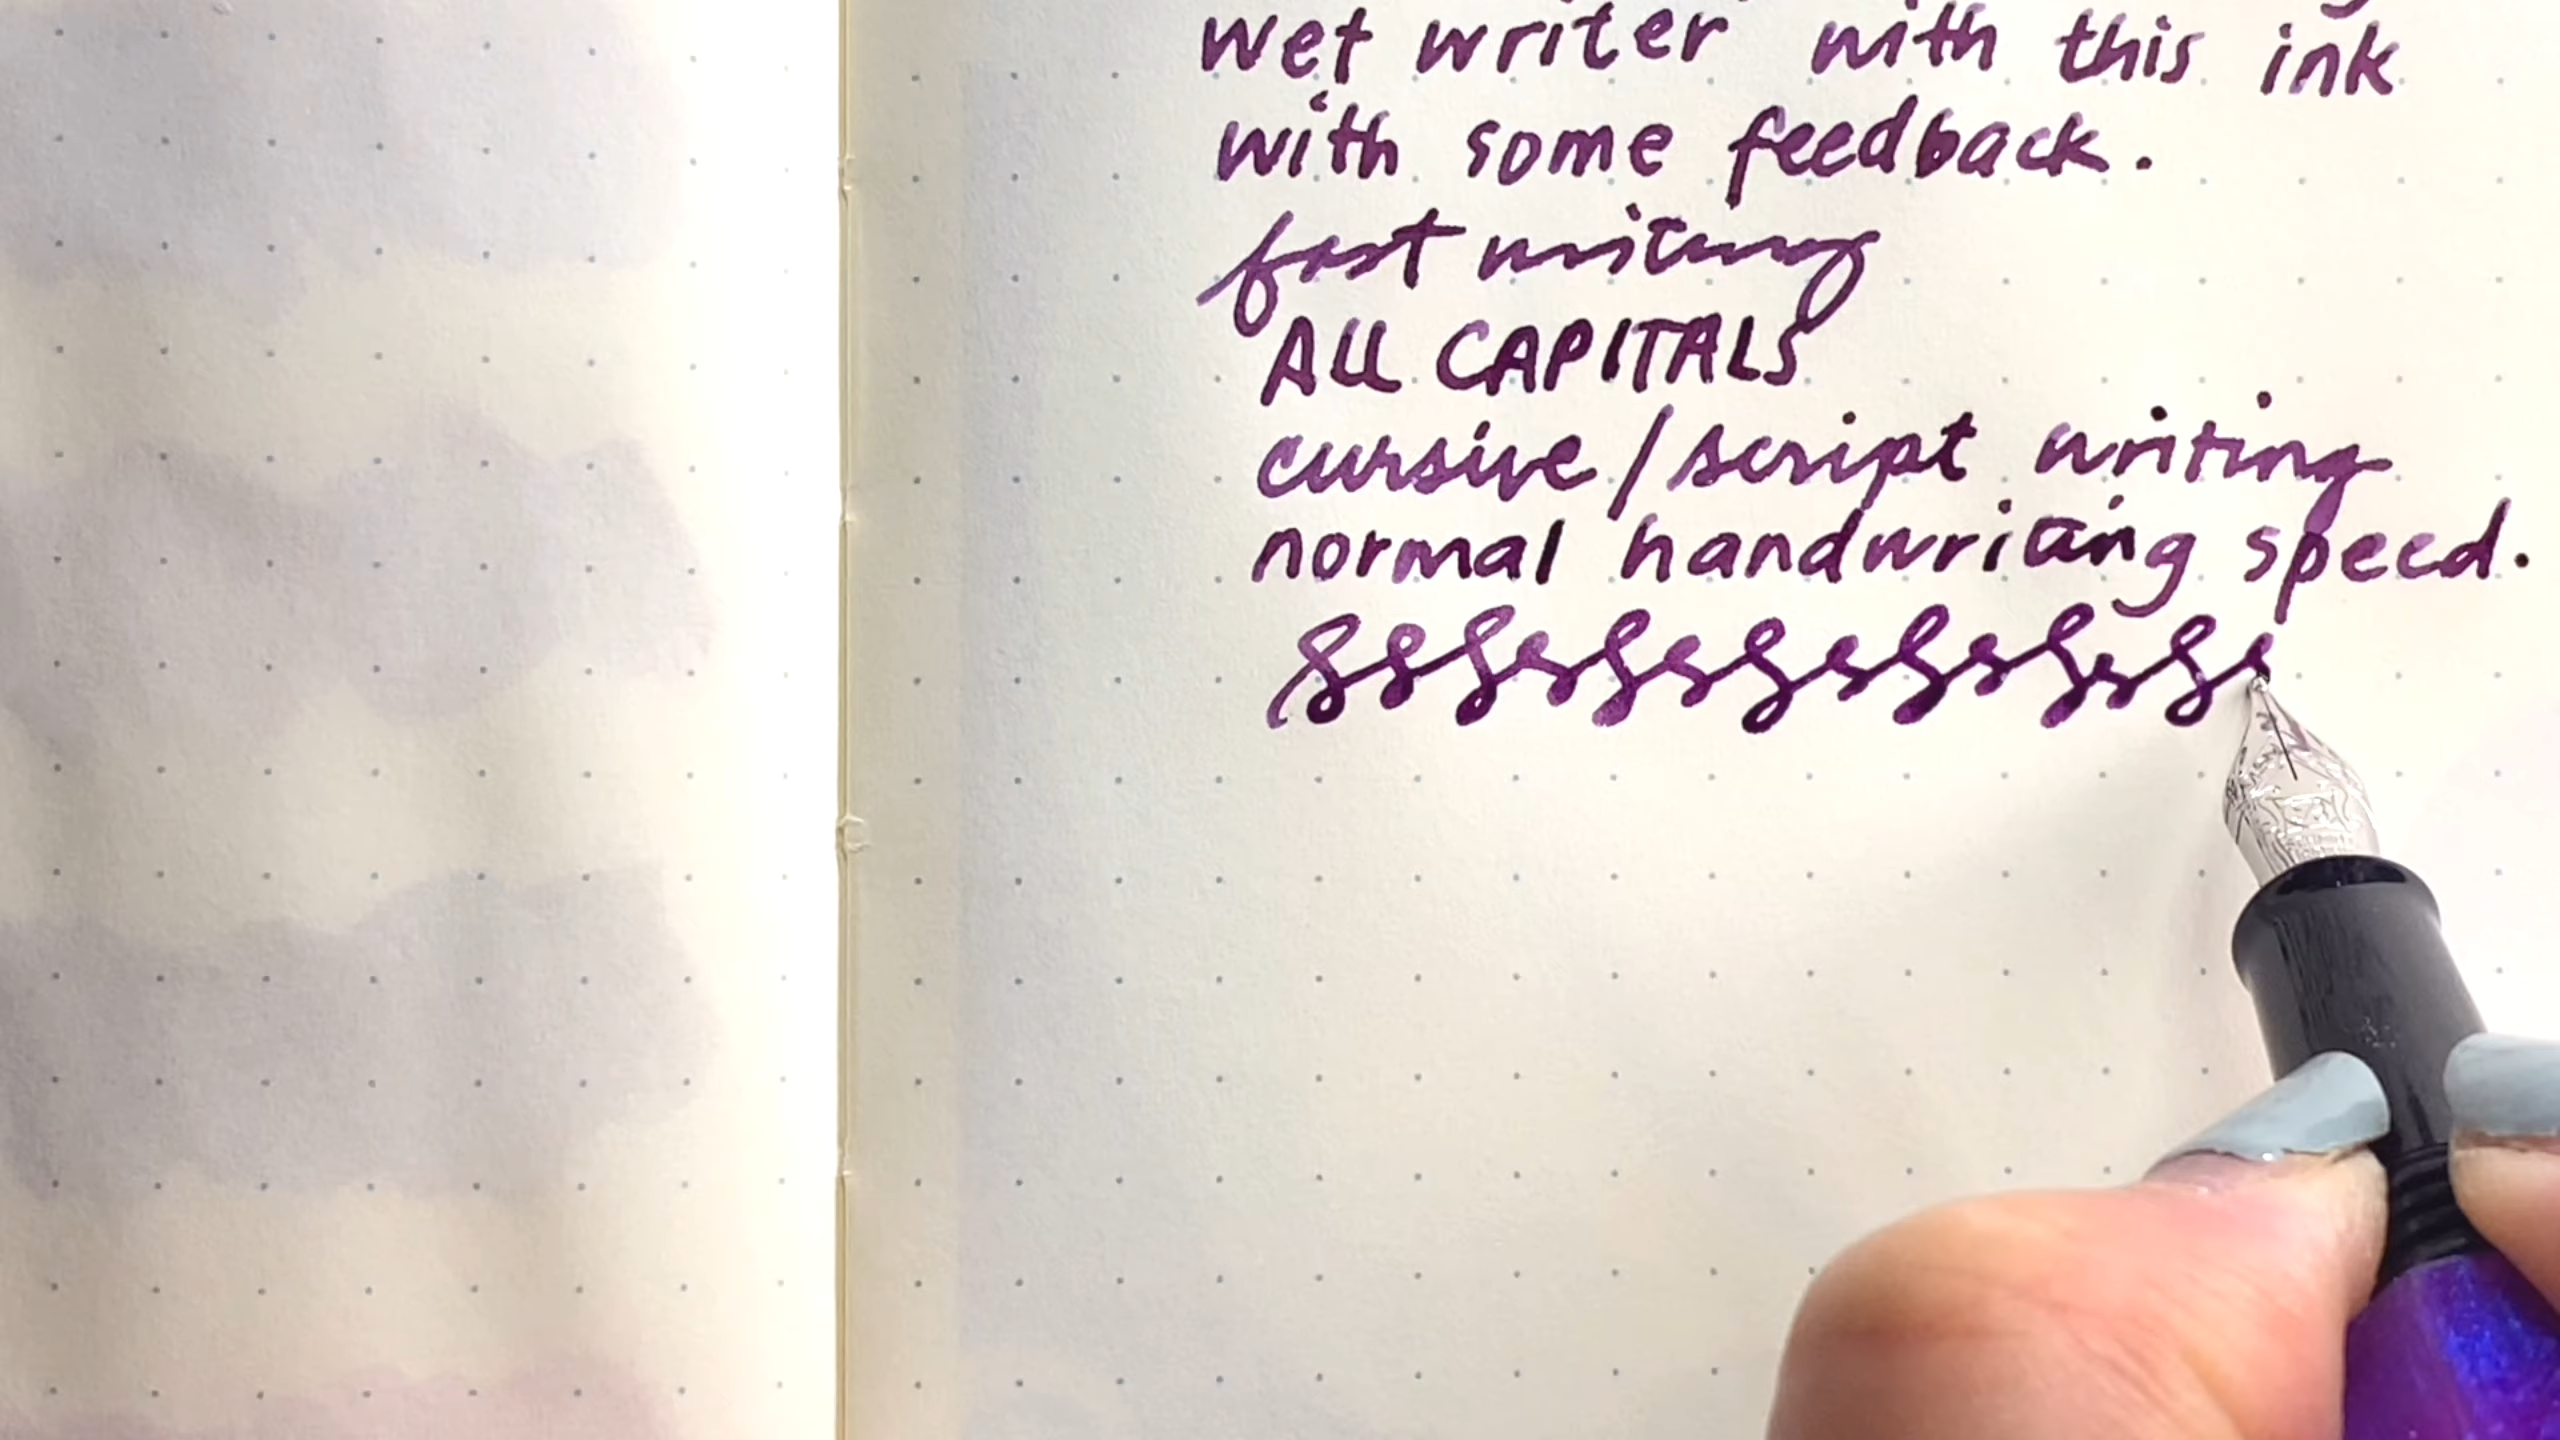 wet writer with this ink
with some feedback.
fast writing
ALL CAPITALS
cursive/script writing
normal handwriting speed.